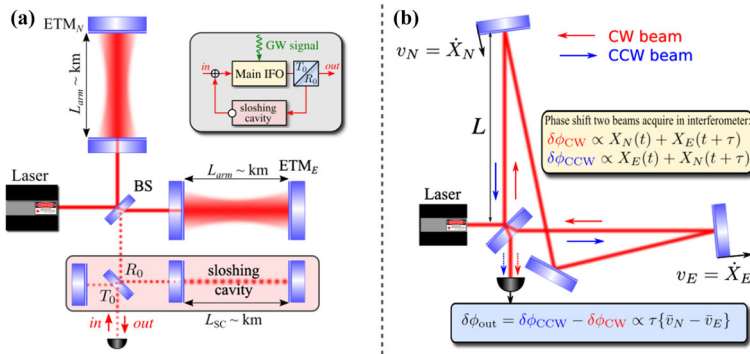 (a)
ETM_N
L_arm ~ km
GW signal
in
Main IFO
T_0
R_0
out
sloshing
cavity
Laser
BS
L_arm ~ km
ETM_E
R_0
T_0
sloshing
cavity
L_SC ~ km
in
out
(b)
v_N = Ẋ_N
CW beam
CCW beam
L
Phase shift two beams acquire in interferometer:
δϕ_CW ∝ X_N(t) + X_E(t+τ)
δϕ_CCW ∝ X_E(t) + X_N(t+τ)
Laser
v_E = Ẋ_E
δϕ_out = δϕ_CCW − δϕ_CW ∝ τ{v̄_N − v̄_E}